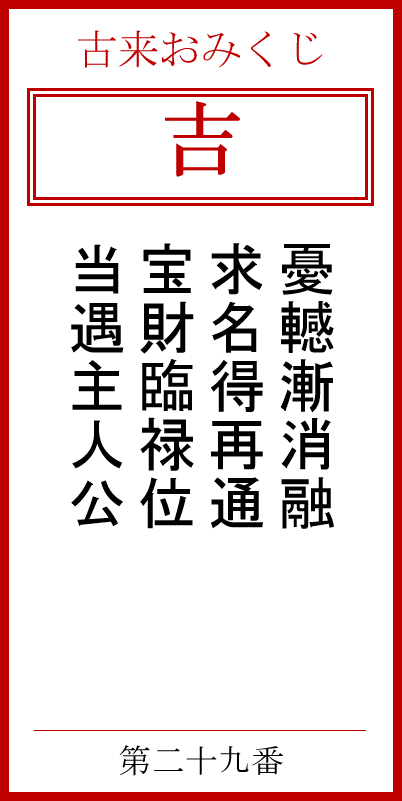 古来おみくじ
吉
憂轗漸消融
求名得再通
宝財臨禄位
当遇主人公
第二十九番